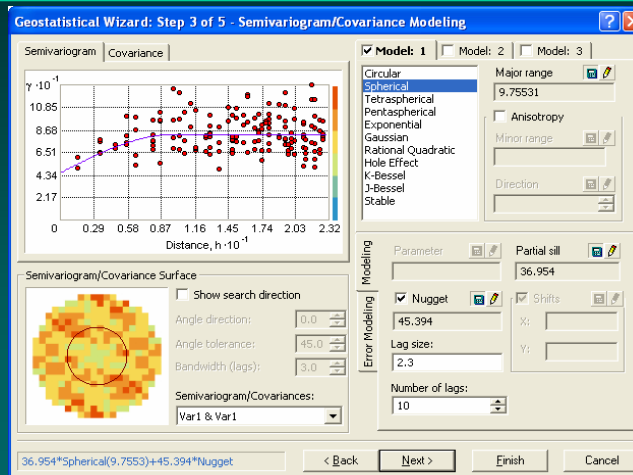 Geostatistical Wizard: Step 3 of 5 - Semivariogram/Covariance Modeling
Semivariogram
Covariance
γ ·10⁻¹
10.85
8.68
6.51
4.34
2.17
0 0.29 0.58 0.87 1.16 1.45 1.74 2.03 2.32
Distance, h ·10⁻¹
Semivariogram/Covariance Surface
Show search direction
Angle direction: 0.0
Angle tolerance: 45.0
Bandwidth (lags): 3.0
Semivariogram/Covariances:
Var1 & Var1
Model: 1
Model: 2
Model: 3
Circular
Spherical
Tetraspherical
Pentaspherical
Exponential
Gaussian
Rational Quadratic
Hole Effect
K-Bessel
J-Bessel
Stable
Major range
9.75531
Anisotropy
Minor range
Direction
Modeling
Error Modeling
Parameter
Partial sill
36.954
Nugget
45.394
Shifts
X:
Y:
Lag size:
2.3
Number of lags:
10
36.954*Spherical(9.7553)+45.394*Nugget
< Back
Next >
Finish
Cancel